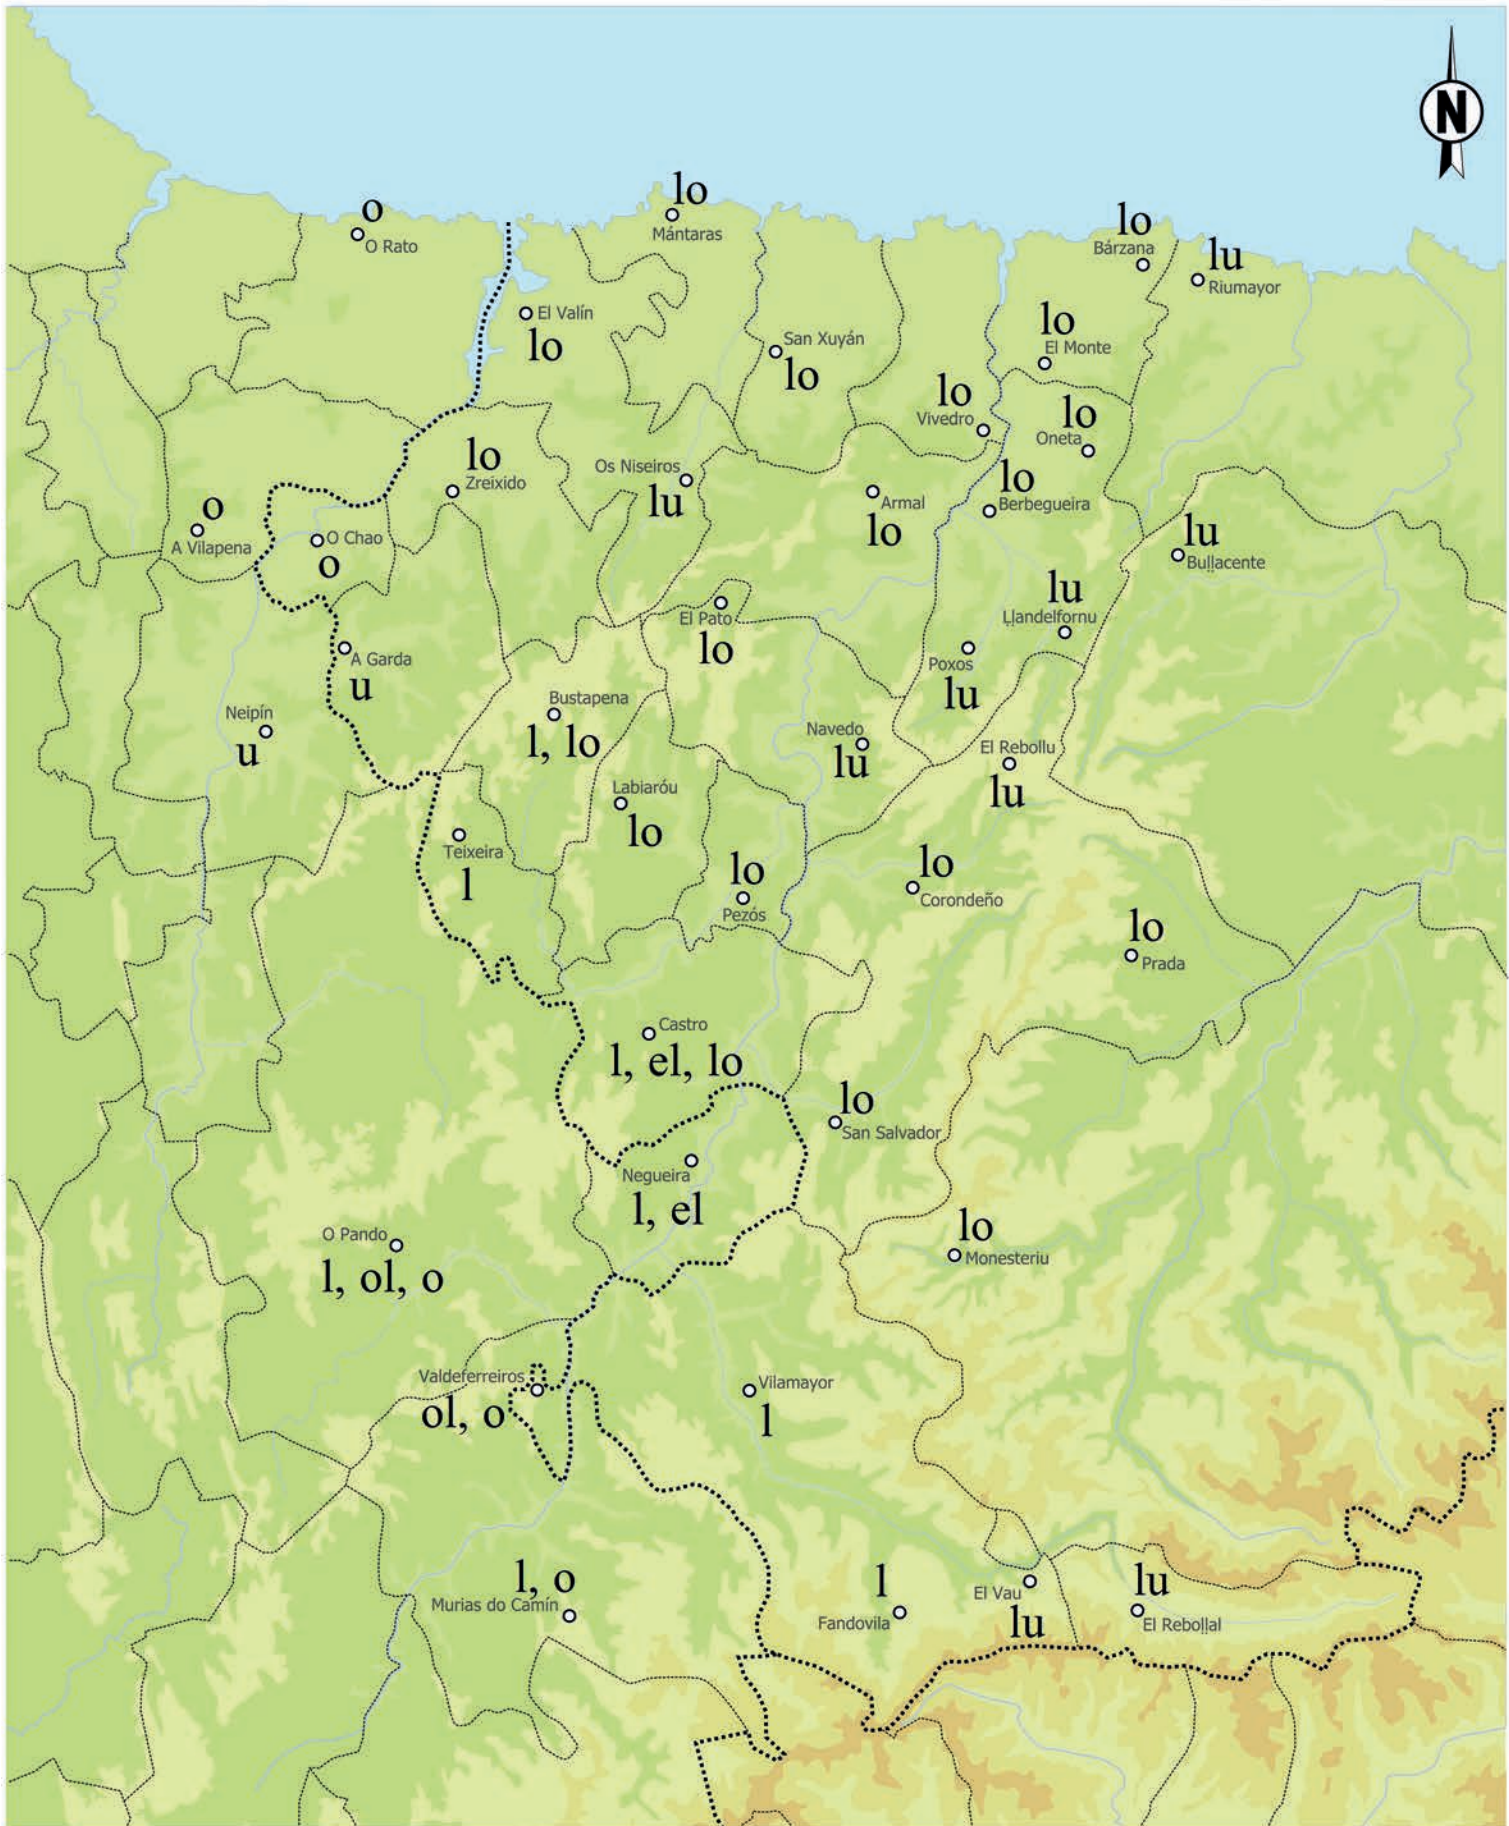 N
lo
Mántaras
o
O Rato
lo
Bárzana
lu
Riumayor
El Valín
lo
lo
El Monte
San Xuyán
lo
lo
Vivedro
lo
Oneta
lo
Zreixido
Os Niseiros
lu
lo
Berbegueira
Armal
lo
o
A Vilapena
O Chao
o
lu
Buḷḷacente
lu
Ḷḷandelfornu
El Pato
lo
A Garda
u
Poxos
lu
Bustapena
l, lo
Neipín
u
Navedo
lu
El Rebollu
lu
Labiaróu
lo
Teixeira
l
lo
Pezós
lo
Corondeño
lo
Prada
Castro
l, el, lo
lo
San Salvador
Negueira
l, el
O Pando
l, ol, o
lo
Monesteriu
Valdeferreiros
ol, o
Vilamayor
l
l, o
Murias do Camín
l
Fandovila
El Vau
lu
lu
El Reboḷḷal